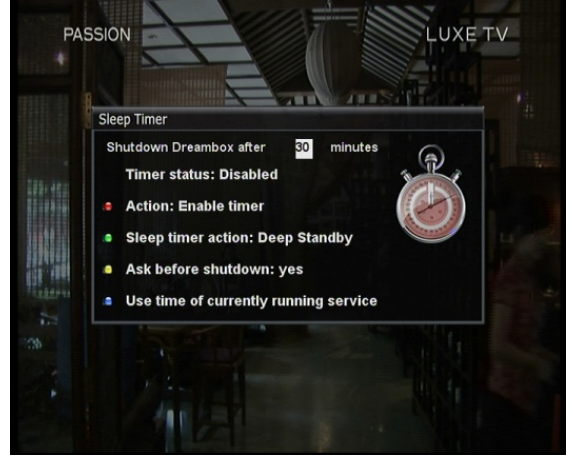 PASSION
LUXE TV
Sleep Timer
Shutdown Dreambox after 30 minutes
Timer status: Disabled
Action: Enable timer
Sleep timer action: Deep Standby
Ask before shutdown: yes
Use time of currently running service